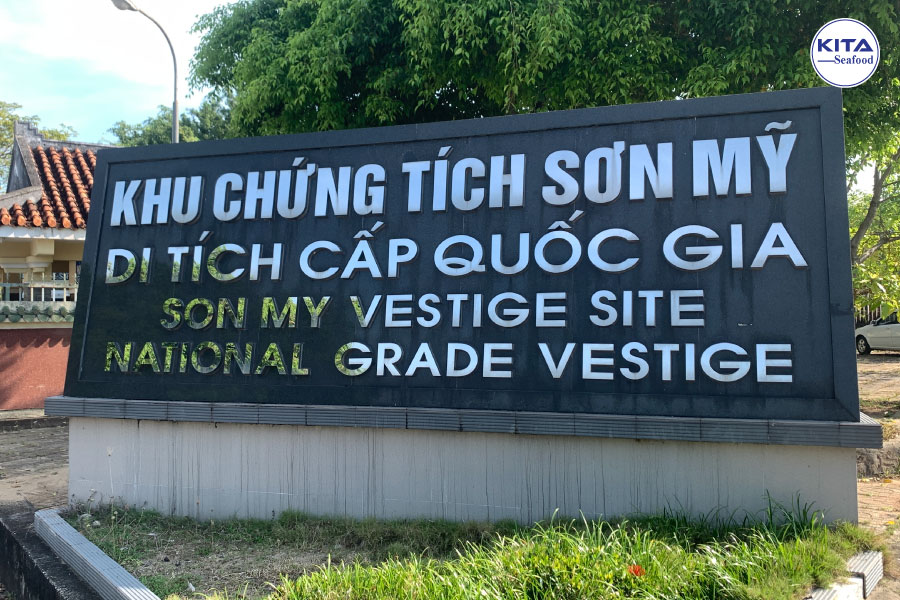 KITA
Seafood
KHU CHỨNG TÍCH SƠN MỸ
DI TÍCH CẤP QUỐC GIA
SON MY VESTIGE SITE
NATIONAL GRADE VESTIGE